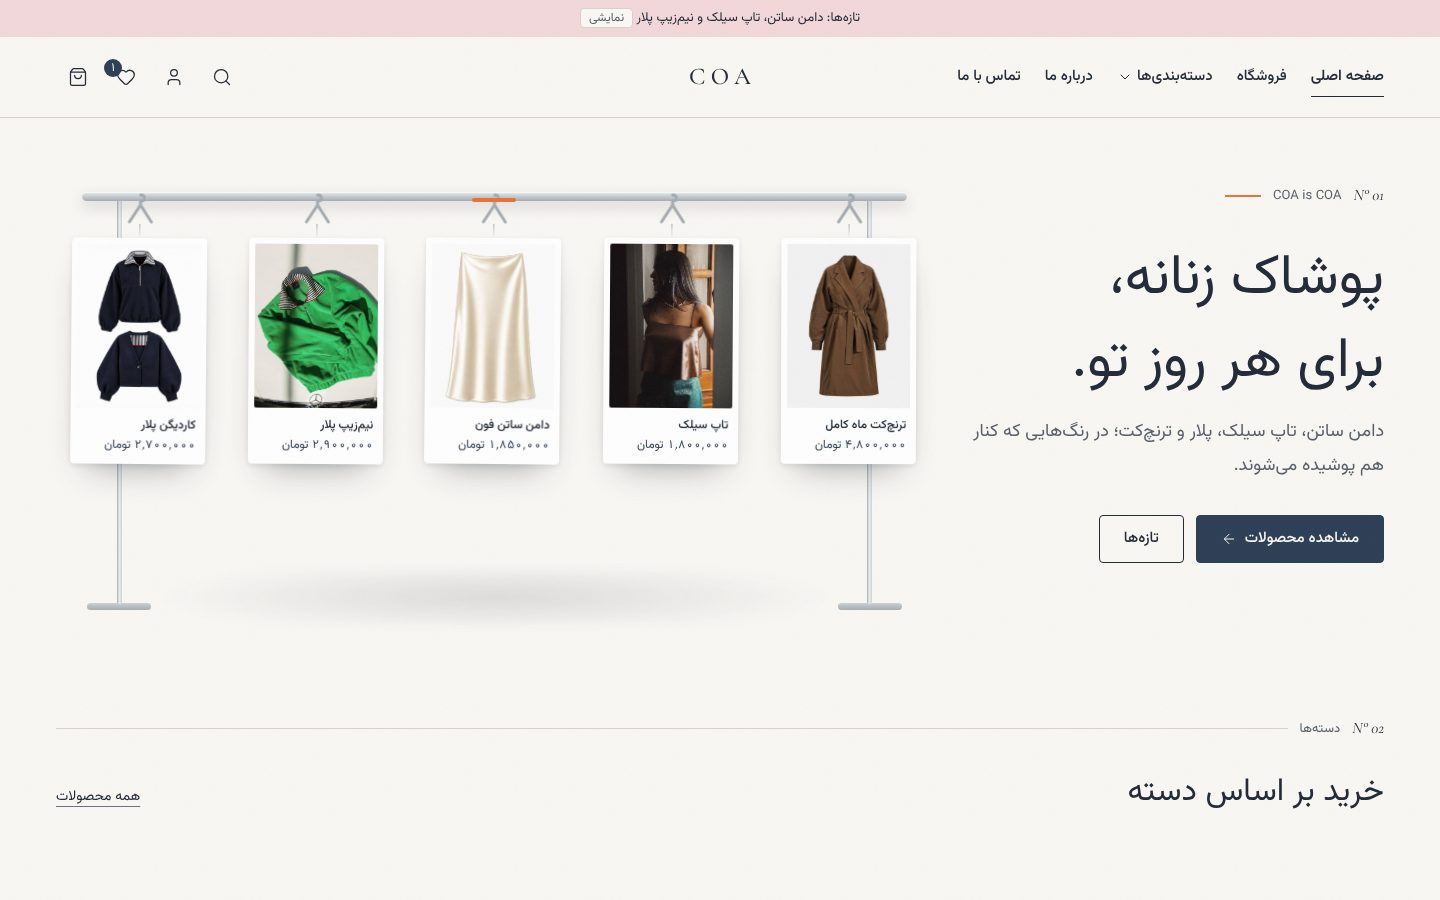 تازه‌ها: دامن ساتن، تاپ سیلک و نیم‌زیپ پلار نمایشی
صفحه اصلی
فروشگاه
دسته‌بندی‌ها
درباره ما
تماس با ما
COA
۱
Nº 01 COA is COA
پوشاک زنانه،
برای هر روز تو.
دامن ساتن، تاپ سیلک، پلار و ترنچ‌کت؛ در رنگ‌هایی که کنار
هم پوشیده می‌شوند.
مشاهده محصولات ←
تازه‌ها
ترنچ‌کت ماه کامل
۴,۸۰۰,۰۰۰ تومان
تاپ سیلک
۱,۸۰۰,۰۰۰ تومان
دامن ساتن فون
۱,۸۵۰,۰۰۰ تومان
نیم‌زیپ پلار
۲,۹۰۰,۰۰۰ تومان
کاردیگن پلار
۲,۷۰۰,۰۰۰ تومان
Nº 02 دسته‌ها
خرید بر اساس دسته
همه محصولات